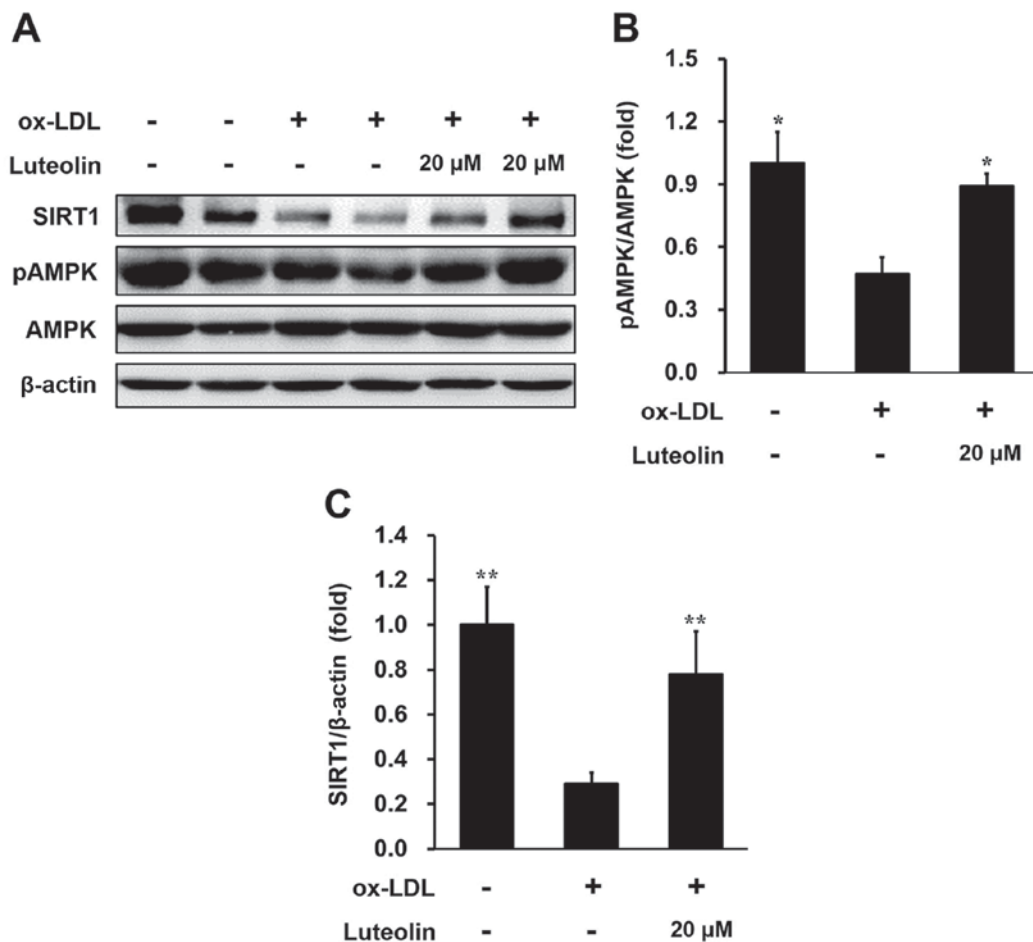 A
ox-LDL - - + + + +
Luteolin - - - - 20 μM 20 μM
SIRT1
pAMPK
AMPK
β-actin
B
pAMPK/AMPK (fold)
1.5
1.2
0.9
0.6
0.3
0.0
*
*
ox-LDL - + +
Luteolin - - 20 μM
C
SIRT1/β-actin (fold)
1.4
1.2
1.0
0.8
0.6
0.4
0.2
0.0
**
**
ox-LDL - + +
Luteolin - - 20 μM